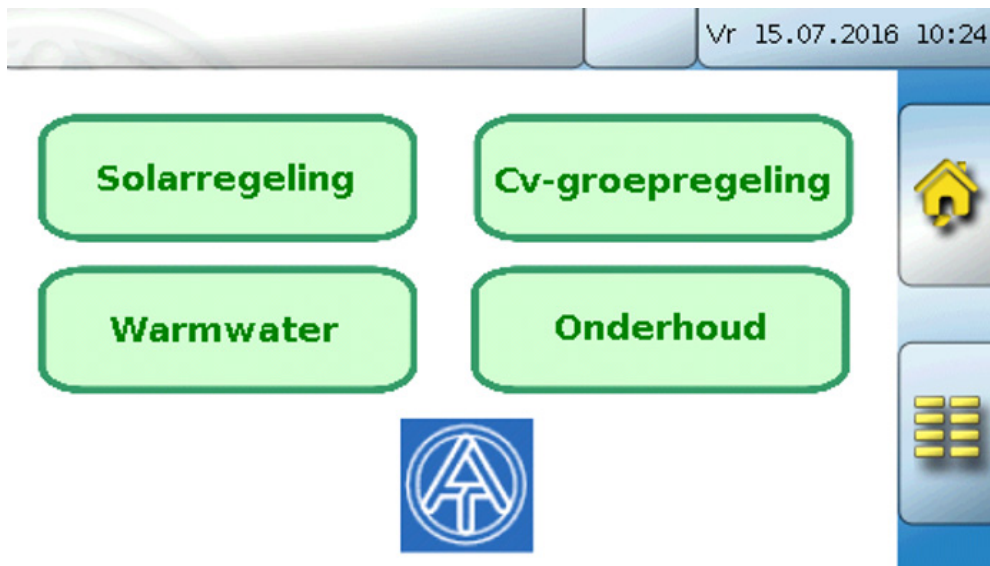 Vr 15.07.2016 10:24
Solarregeling
Cv-groepregeling
Warmwater
Onderhoud